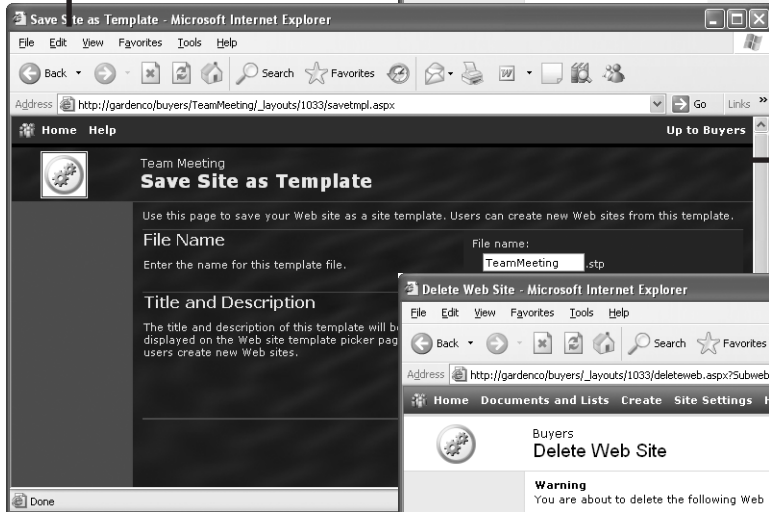 Save Site as Template - Microsoft Internet Explorer
File Edit View Favorites Tools Help
Back Search Favorites
Address http://gardenco/buyers/TeamMeeting/_layouts/1033/savetmpl.aspx Go Links »
Home Help Up to Buyers
Team Meeting
Save Site as Template
Use this page to save your Web site as a site template. Users can create new Web sites from this template.
File Name
Enter the name for this template file.
File name:
TeamMeeting .stp
Title and Description
The title and description of this template will be
displayed on the Web site template picker pag
users create new Web sites.
Done
Delete Web Site - Microsoft Internet Explorer
File Edit View Favorites Tools Help
Back Search Favorites
Address http://gardenco/buyers/_layouts/1033/deleteweb.aspx?Subweb
Home Documents and Lists Create Site Settings H
Buyers
Delete Web Site
Warning
You are about to delete the following Web